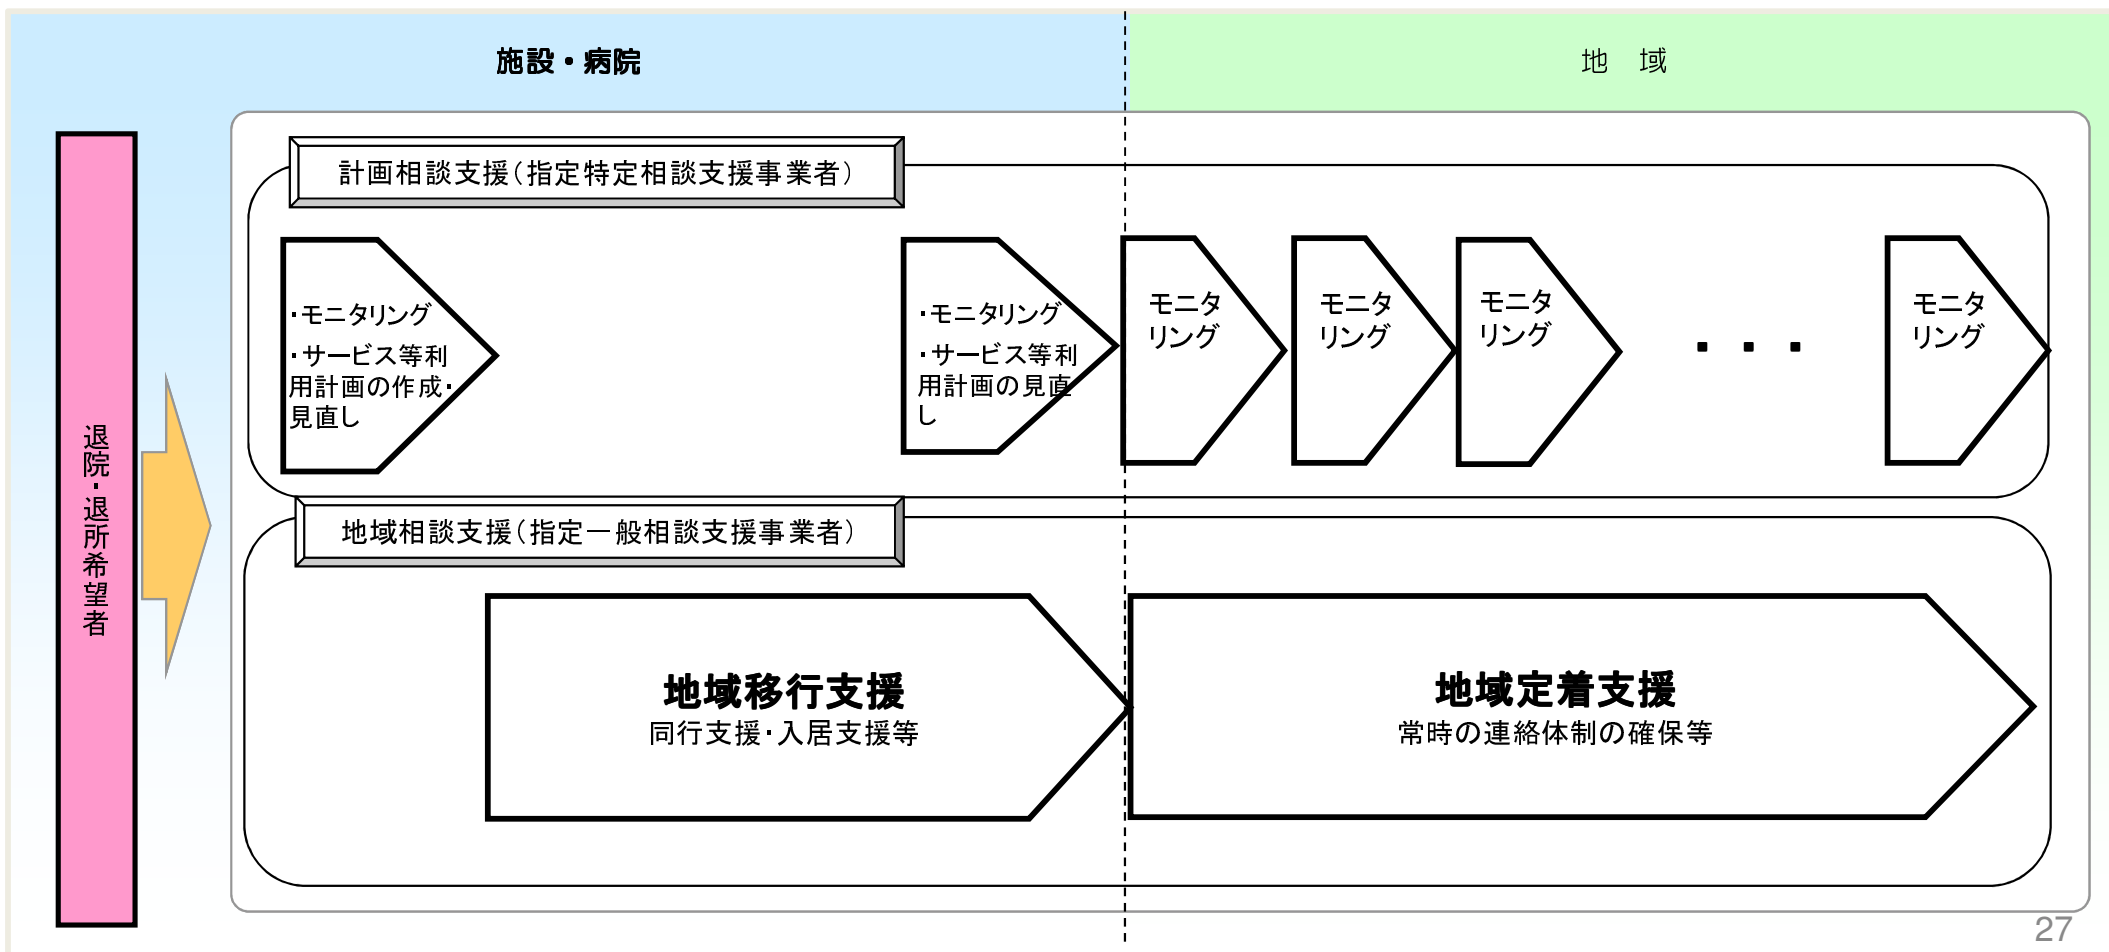 施設・病院
地　域
退院・退所希望者
計画相談支援（指定特定相談支援事業者）
・モニタリング
・サービス等利
用計画の作成・
見直し
・モニタリング
・サービス等利
用計画の見直
し
モニタ
リング
モニタ
リング
モニタ
リング
・・・
モニタ
リング
地域相談支援（指定一般相談支援事業者）
地域移行支援
同行支援・入居支援等
地域定着支援
常時の連絡体制の確保等
27